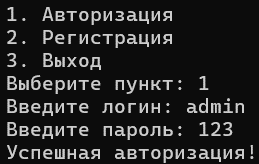 1. Авторизация
2. Регистрация
3. Выход
Выберите пункт: 1
Введите логин: admin
Введите пароль: 123
Успешная авторизация!